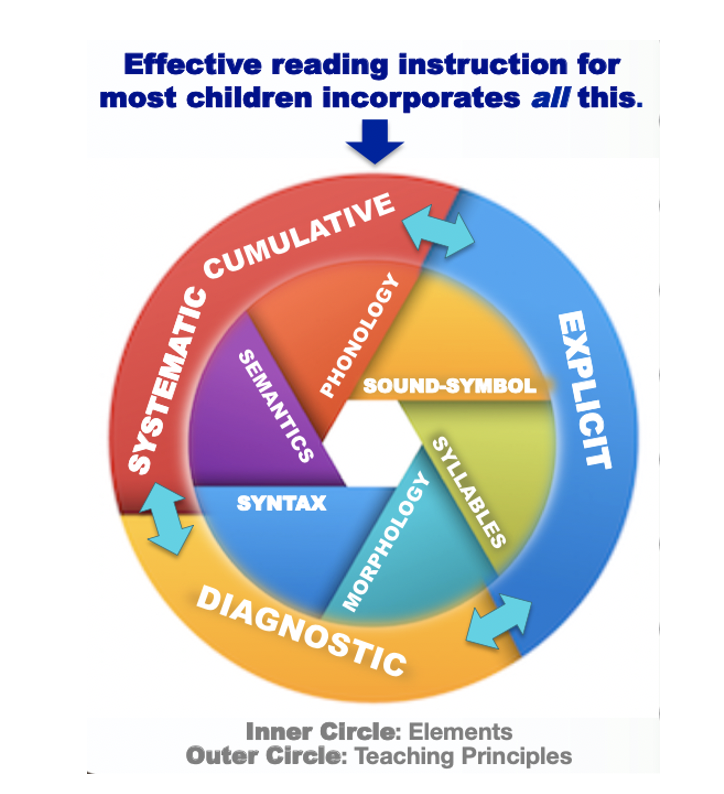 Effective reading instruction for
most children incorporates all this.
SYSTEMATIC CUMULATIVE
EXPLICIT
DIAGNOSTIC
PHONOLOGY
SOUND-SYMBOL
SYLLABLES
MORPHOLOGY
SYNTAX
SEMANTICS
Inner Circle: Elements
Outer Circle: Teaching Principles